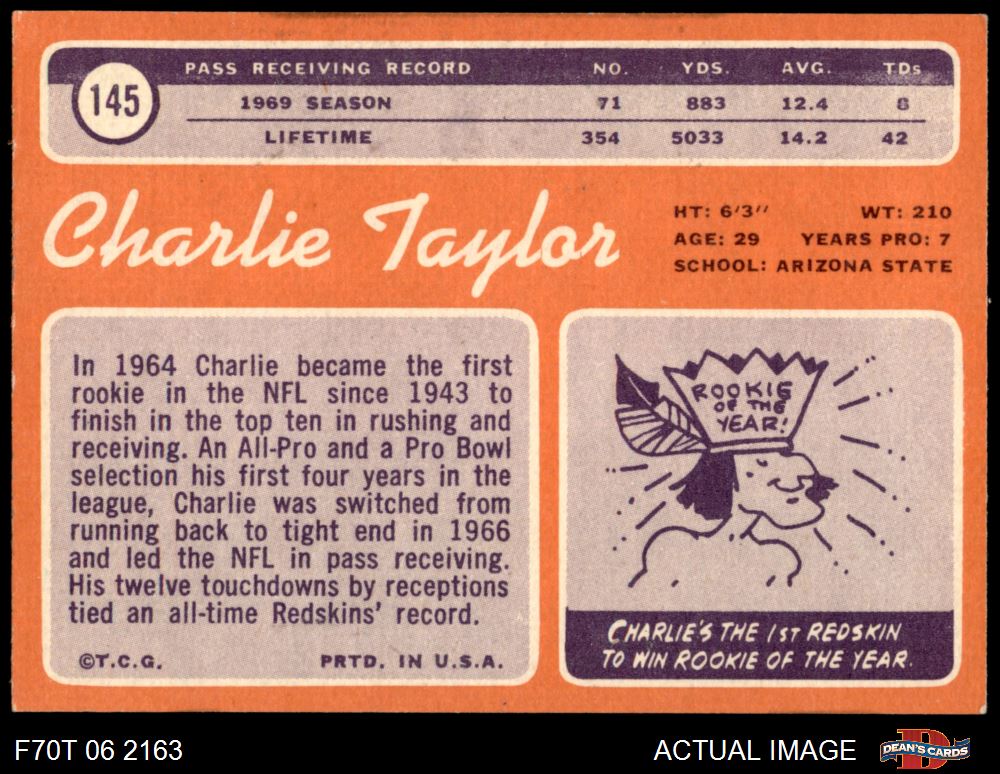 145
PASS RECEIVING RECORD NO. YDS. AVG. TDs
1969 SEASON 71 883 12.4 8
LIFETIME 354 5033 14.2 42
Charlie Taylor
HT: 6'3" WT: 210
AGE: 29 YEARS PRO: 7
SCHOOL: ARIZONA STATE
In 1964 Charlie became the first
rookie in the NFL since 1943 to
finish in the top ten in rushing and
receiving. An All-Pro and a Pro Bowl
selection his first four years in the
league, Charlie was switched from
running back to tight end in 1966
and led the NFL in pass receiving.
His twelve touchdowns by receptions
tied an all-time Redskins' record.
©T.C.G. PRTD. IN U.S.A.
ROOKIE
OF THE
YEAR!
CHARLIE'S THE 1ST REDSKIN
TO WIN ROOKIE OF THE YEAR.
F70T 06 2163
ACTUAL IMAGE
D
DEAN'S CARDS